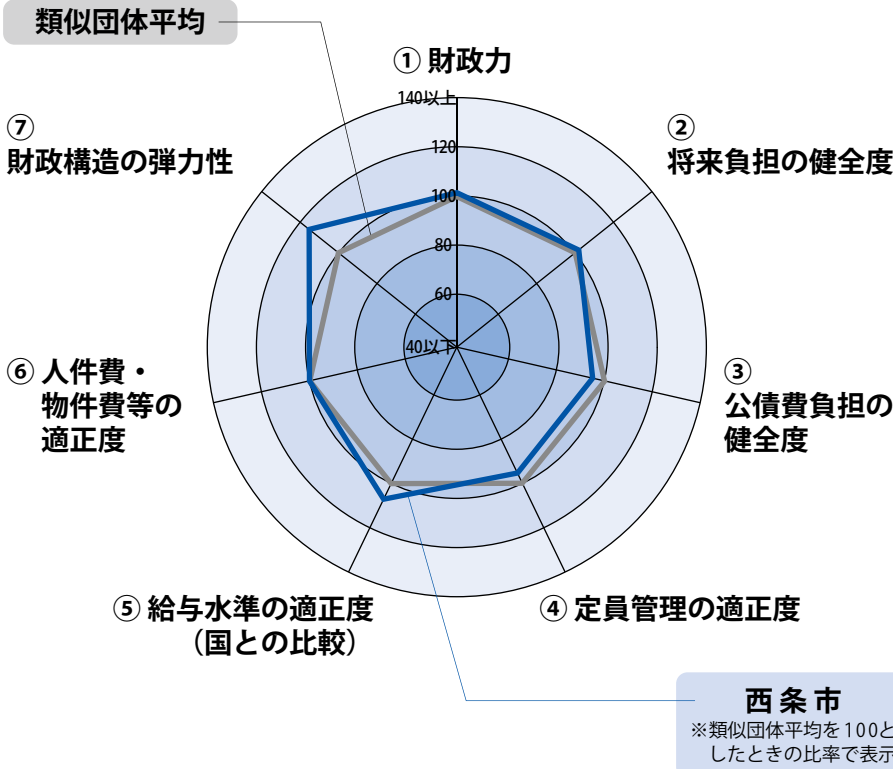 類似団体平均
① 財政力
140以上
120
100
80
60
40以下
②
将来負担の健全度
③
公債費負担の
健全度
④ 定員管理の適正度
⑤ 給与水準の適正度
（国との比較）
⑥ 人件費・
物件費等の
適正度
⑦
財政構造の弾力性
西条市
※類似団体平均を100と
したときの比率で表示